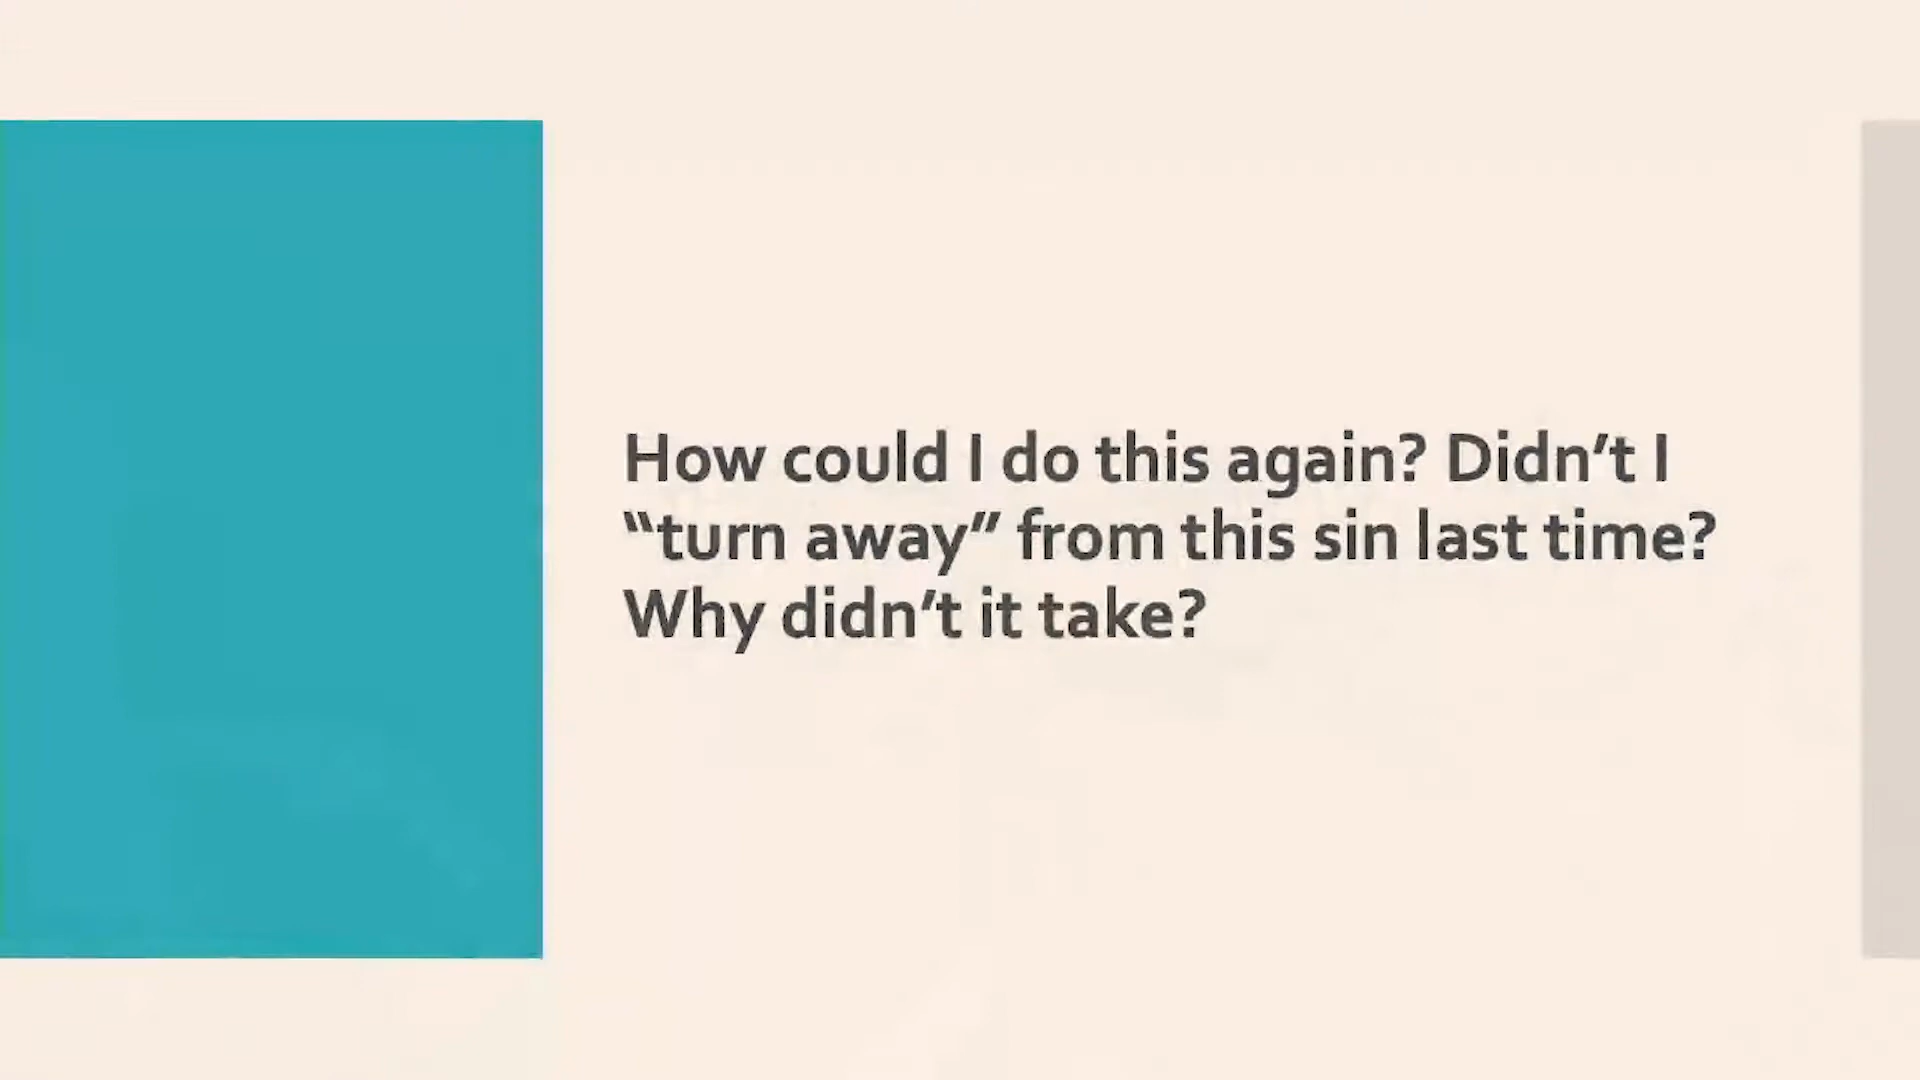 How could I do this again? Didn’t I
“turn away” from this sin last time?
Why didn’t it take?